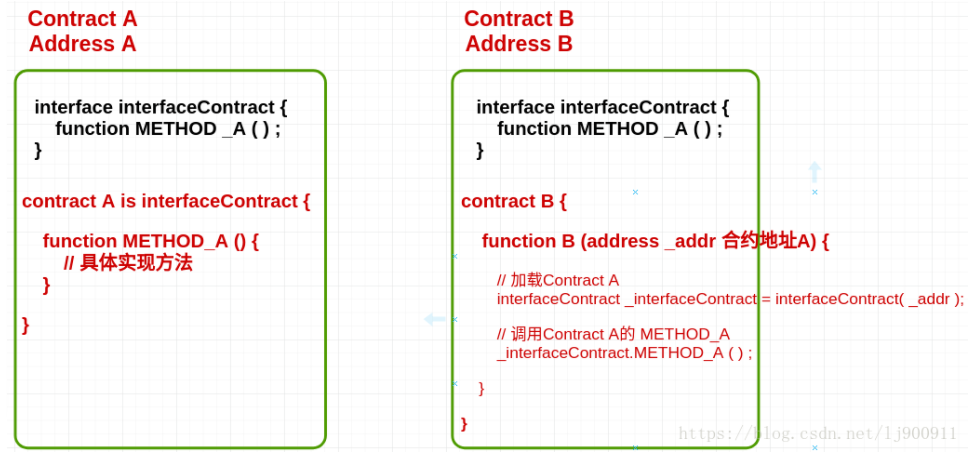 Contract A
Address A
interface interfaceContract {
function METHOD _A ( ) ;
}
contract A is interfaceContract {
function METHOD_A () {
// 具体实现方法
}
}
Contract B
Address B
interface interfaceContract {
function METHOD _A ( ) ;
}
contract B {
function B (address _addr 合约地址A) {
// 加载Contract A
interfaceContract _interfaceContract = interfaceContract( _addr );
// 调用Contract A的 METHOD_A
_interfaceContract.METHOD_A ( ) ;
}
}
https://blog.csdn.net/lj900911